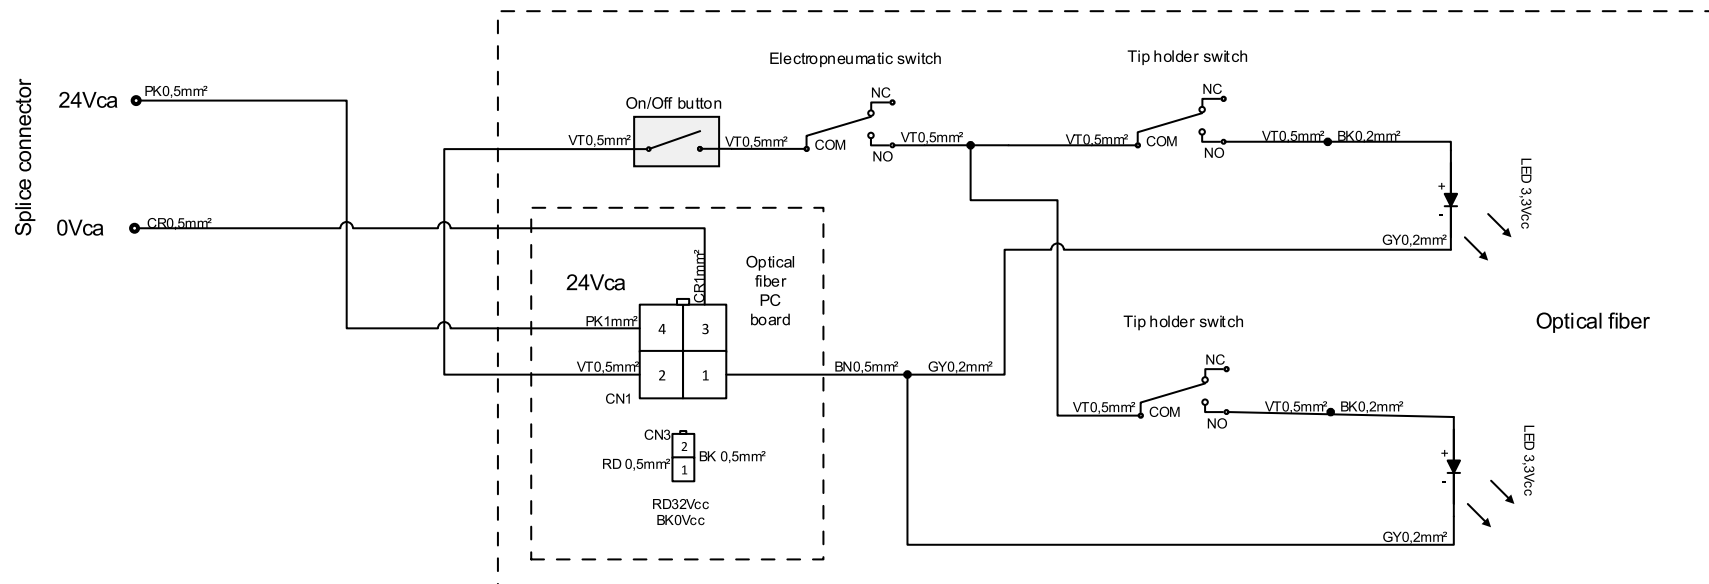 Splice connector
24Vca
PK0,5mm²
0Vca
CR0,5mm²
On/Off button
VT0,5mm²
VT0,5mm²
Electropneumatic switch
NC
COM
NO
VT0,5mm²
Tip holder switch
NC
VT0,5mm²
COM
NO
VT0,5mm²
BK0,2mm²
+
-
LED 3,3Vcc
GY0,2mm²
Optical
fiber
PC
board
24Vca
CR1mm²
PK1mm²
4
3
VT0,5mm²
2
1
CN1
BN0,5mm²
GY0,2mm²
CN3
2
RD 0,5mm²
1
BK 0,5mm²
RD32Vcc
BK0Vcc
Tip holder switch
NC
VT0,5mm²
COM
NO
VT0,5mm²
BK0,2mm²
+
-
LED 3,3Vcc
GY0,2mm²
Optical fiber